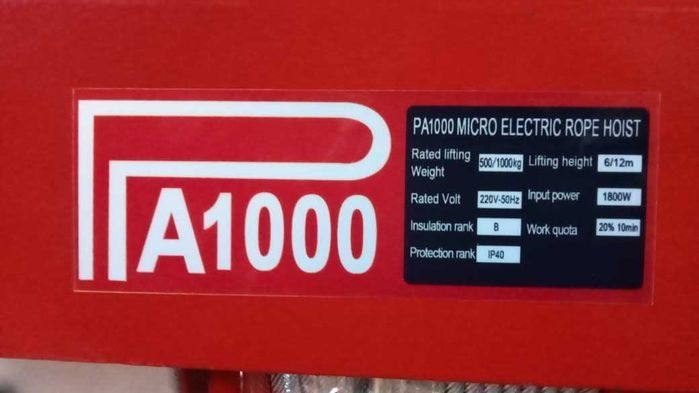 PA1000
PA1000 MICRO ELECTRIC ROPE HOIST
Rated lifting Weight 500/1000kg Lifting height 6/12m
Rated Volt 220V-50Hz Input power 1800W
Insulation rank B Work quota 20% 10min
Protection rank IP40